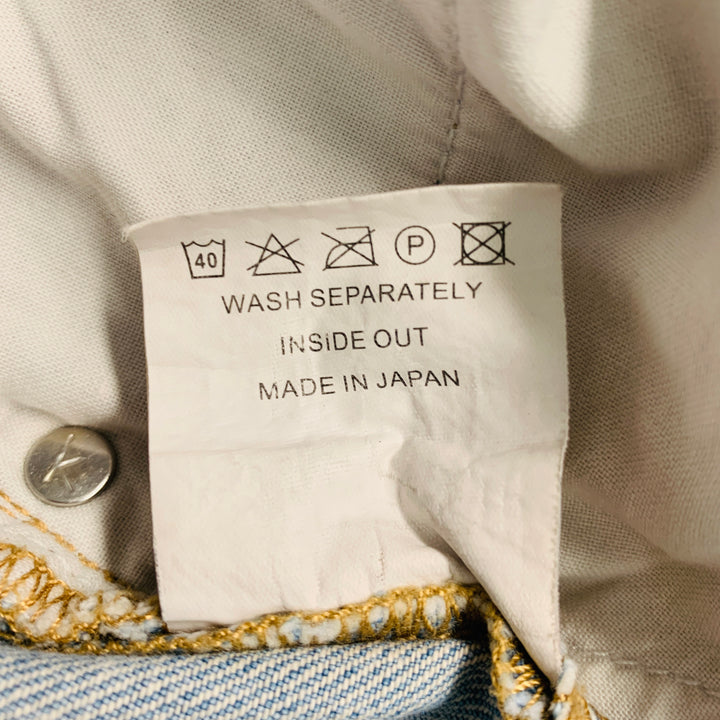 40 P
WASH SEPARATELY
INSIDE OUT
MADE IN JAPAN